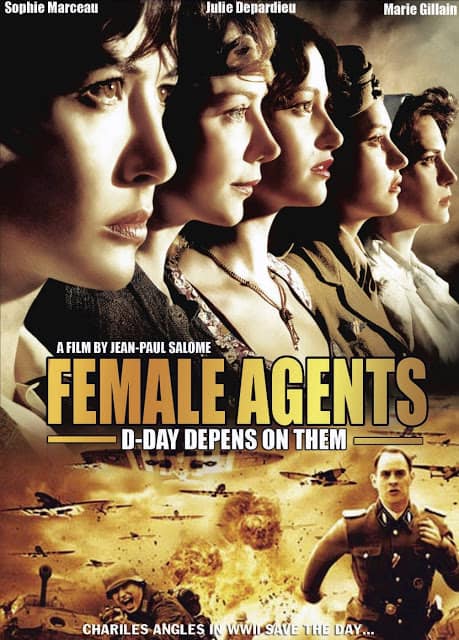 Sophie Marceau
Julie Depardieu
Marie Gillain
A FILM BY JEAN-PAUL SALOME
FEMALE AGENTS
D-DAY DEPENS ON THEM
CHARILES ANGLES IN WWII SAVE THE DAY...